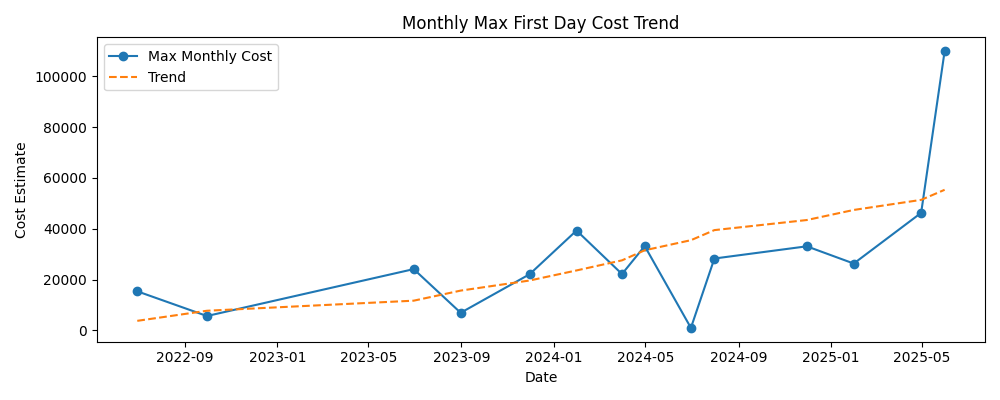 Monthly Max First Day Cost Trend
Max Monthly Cost
Trend
100000
80000
60000
40000
20000
0
Cost Estimate
2022-09 2023-01 2023-05 2023-09 2024-01 2024-05 2024-09 2025-01 2025-05
Date